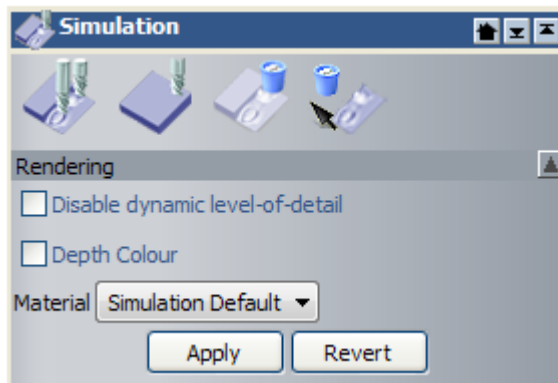 Simulation
Rendering
Disable dynamic level-of-detail
Depth Colour
Material Simulation Default
Apply Revert